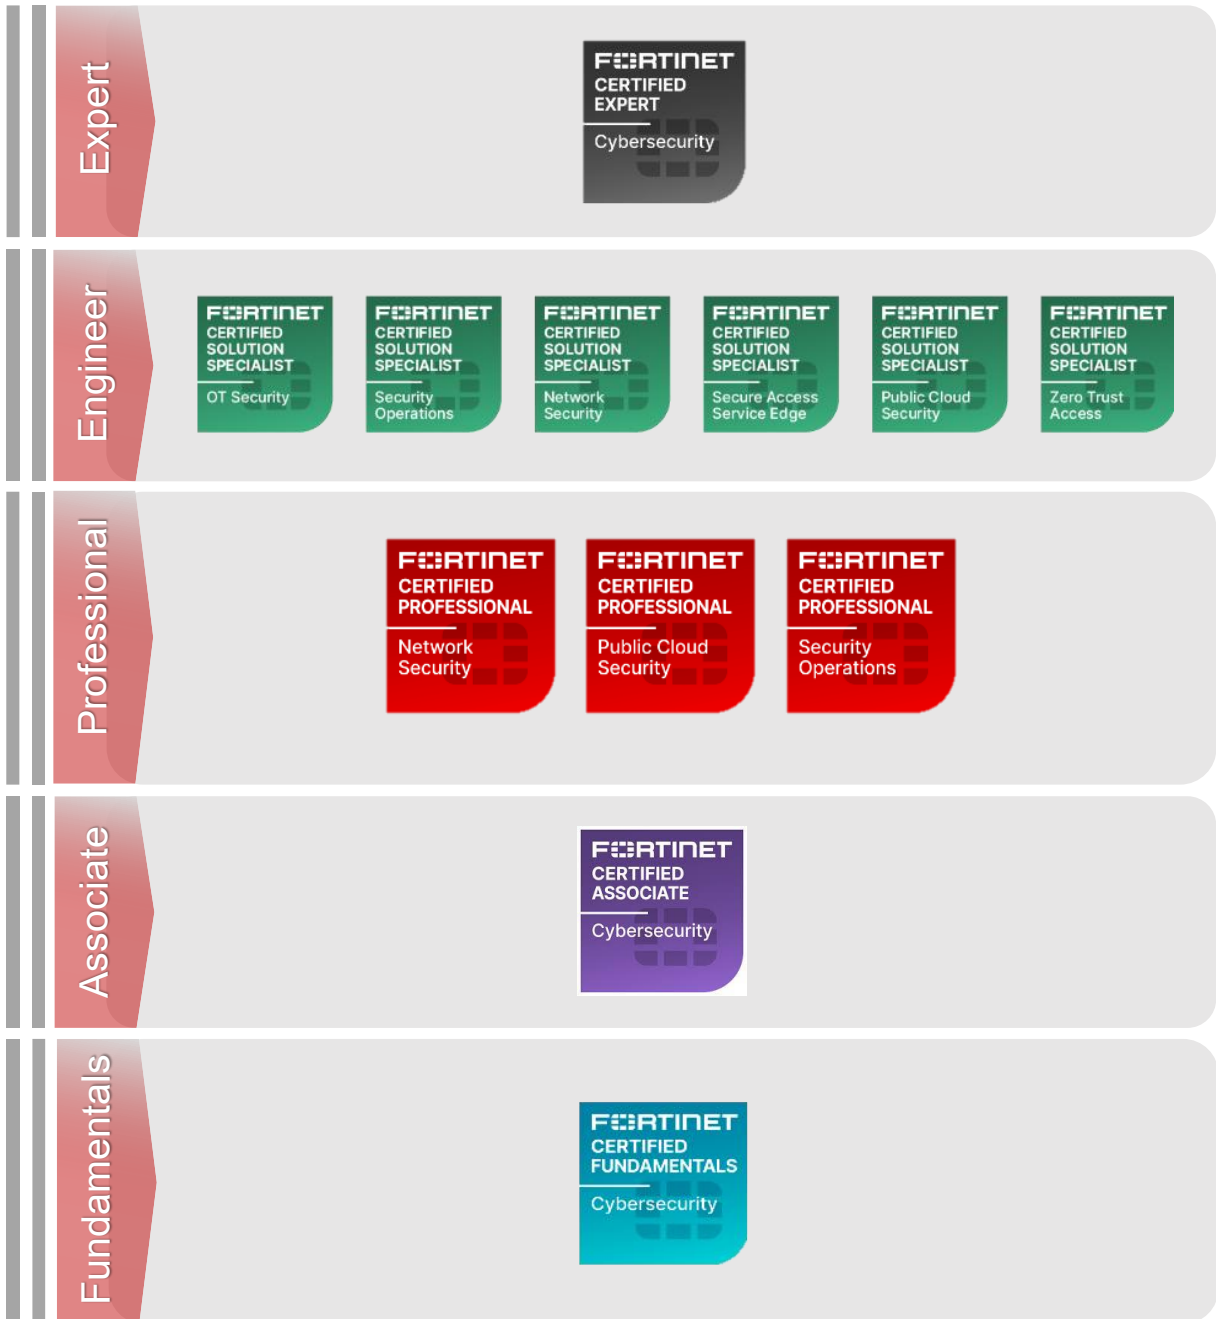 Expert
FORTINET
CERTIFIED
EXPERT
Cybersecurity
Engineer
FORTINET
CERTIFIED
SOLUTION
SPECIALIST
OT Security
FORTINET
CERTIFIED
SOLUTION
SPECIALIST
Security
Operations
FORTINET
CERTIFIED
SOLUTION
SPECIALIST
Network
Security
FORTINET
CERTIFIED
SOLUTION
SPECIALIST
Secure Access
Service Edge
FORTINET
CERTIFIED
SOLUTION
SPECIALIST
Public Cloud
Security
FORTINET
CERTIFIED
SOLUTION
SPECIALIST
Zero Trust
Access
Professional
FORTINET
CERTIFIED
PROFESSIONAL
Network
Security
FORTINET
CERTIFIED
PROFESSIONAL
Public Cloud
Security
FORTINET
CERTIFIED
PROFESSIONAL
Security
Operations
Associate
FORTINET
CERTIFIED
ASSOCIATE
Cybersecurity
Fundamentals
FORTINET
CERTIFIED
FUNDAMENTALS
Cybersecurity